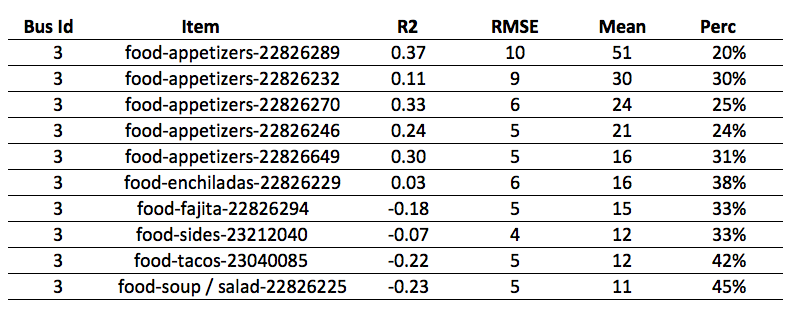 Bus Id Item R2 RMSE Mean Perc
3 food-appetizers-22826289 0.37 10 51 20%
3 food-appetizers-22826232 0.11 9 30 30%
3 food-appetizers-22826270 0.33 6 24 25%
3 food-appetizers-22826246 0.24 5 21 24%
3 food-appetizers-22826649 0.30 5 16 31%
3 food-enchiladas-22826229 0.03 6 16 38%
3 food-fajita-22826294 -0.18 5 15 33%
3 food-sides-23212040 -0.07 4 12 33%
3 food-tacos-23040085 -0.22 5 12 42%
3 food-soup / salad-22826225 -0.23 5 11 45%